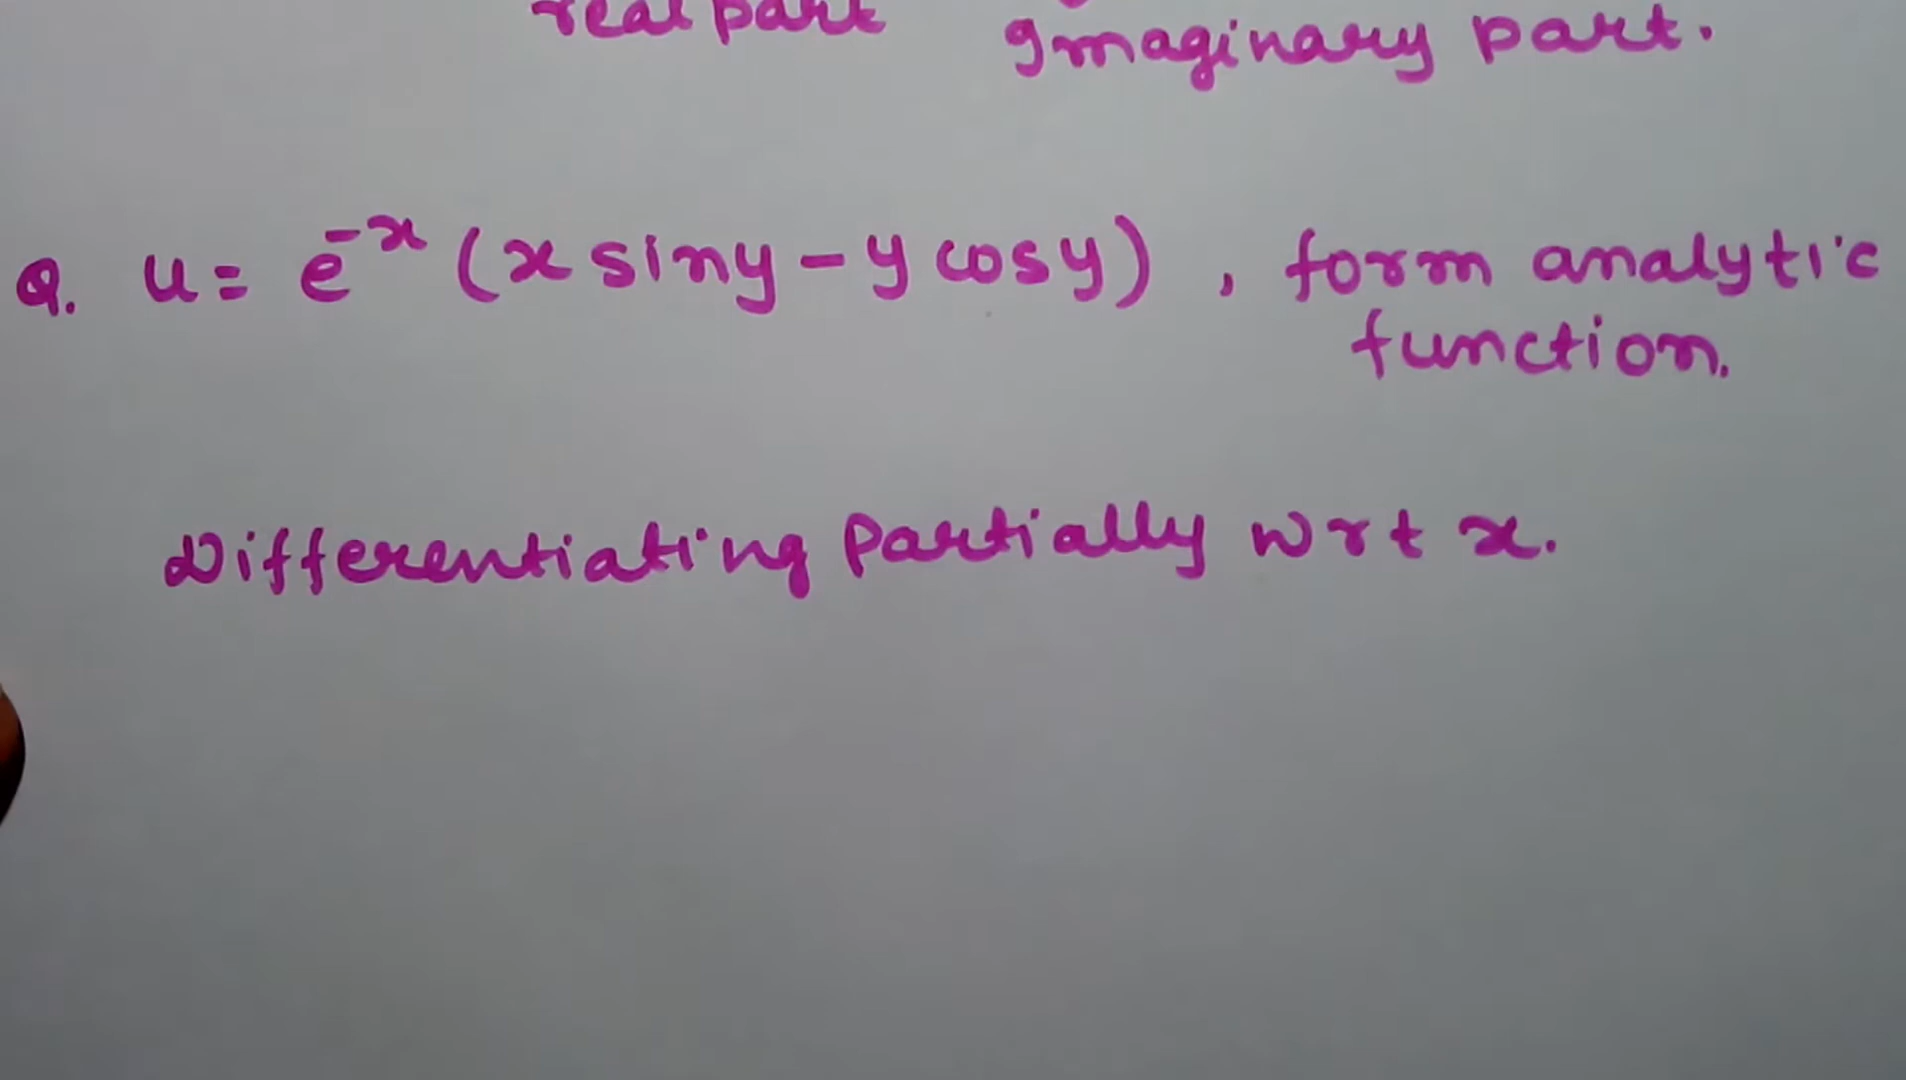 real part Imaginary part.
Q. u = e^-x (x siny - y cosy) , form analytic
function.
Differentiating Partially wrt x.